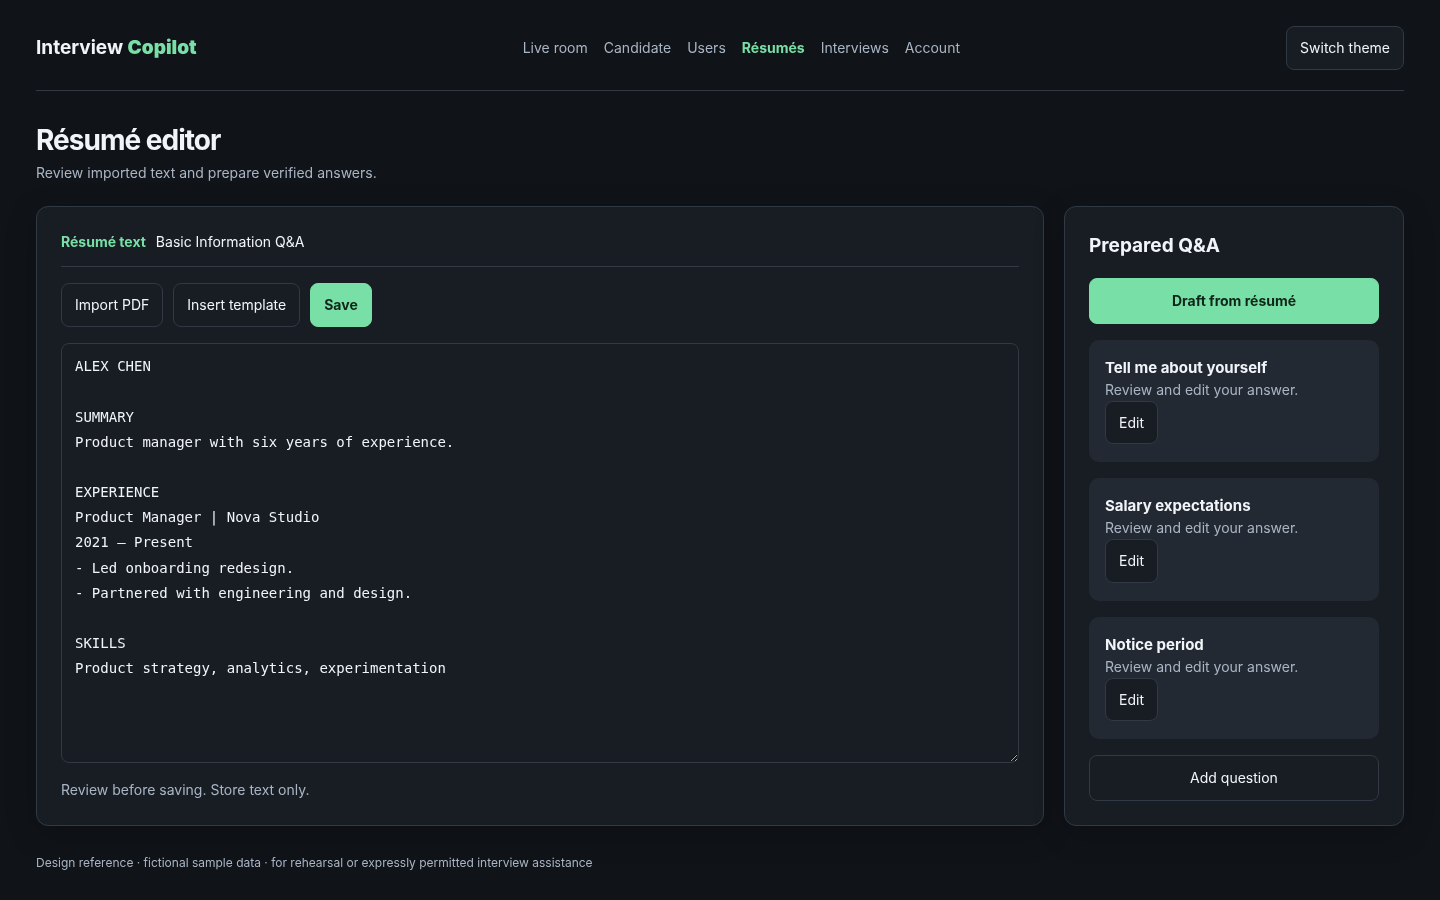 Interview Copilot
Live room Candidate Users Résumés Interviews Account
Switch theme
Résumé editor
Review imported text and prepare verified answers.
Résumé text Basic Information Q&A
Import PDF Insert template Save
ALEX CHEN
SUMMARY
Product manager with six years of experience.
EXPERIENCE
Product Manager | Nova Studio
2021 — Present
- Led onboarding redesign.
- Partnered with engineering and design.
SKILLS
Product strategy, analytics, experimentation
Review before saving. Store text only.
Prepared Q&A
Draft from résumé
Tell me about yourself
Review and edit your answer.
Edit
Salary expectations
Review and edit your answer.
Edit
Notice period
Review and edit your answer.
Edit
Add question
Design reference · fictional sample data · for rehearsal or expressly permitted interview assistance